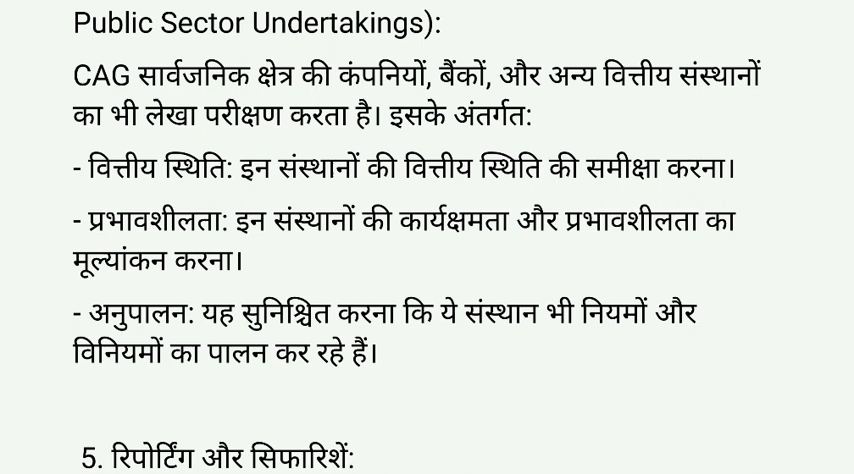 Public Sector Undertakings):
CAG सार्वजनिक क्षेत्र की कंपनियों, बैंकों, और अन्य वित्तीय संस्थानों
का भी लेखा परीक्षण करता है। इसके अंतर्गत:
- वित्तीय स्थिति: इन संस्थानों की वित्तीय स्थिति की समीक्षा करना।
- प्रभावशीलता: इन संस्थानों की कार्यक्षमता और प्रभावशीलता का
मूल्यांकन करना।
- अनुपालन: यह सुनिश्चित करना कि ये संस्थान भी नियमों और
विनियमों का पालन कर रहे हैं।
5. रिपोर्टिंग और सिफारिशें: